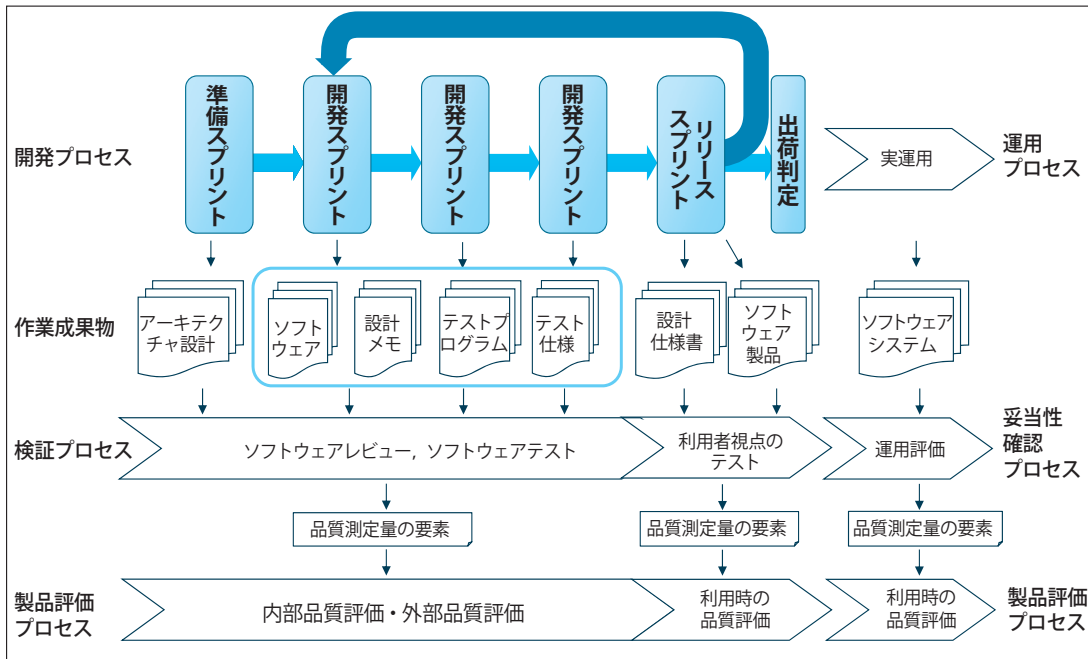 開発プロセス
準備スプリント
開発スプリント
開発スプリント
開発スプリント
リリース
スプリント
出荷判定
実運用
運用
プロセス
作業成果物
アーキテク
チャ設計
ソフト
ウェア
設計
メモ
テストプ
ログラム
テスト
仕様
設計
仕様書
ソフト
ウェア
製品
ソフトウェア
システム
検証プロセス
ソフトウェアレビュー，ソフトウェアテスト
利用者視点の
テスト
運用評価
妥当性
確認
プロセス
品質測定量の要素
品質測定量の要素
品質測定量の要素
製品評価
プロセス
内部品質評価・外部品質評価
利用時の
品質評価
利用時の
品質評価
製品評価
プロセス